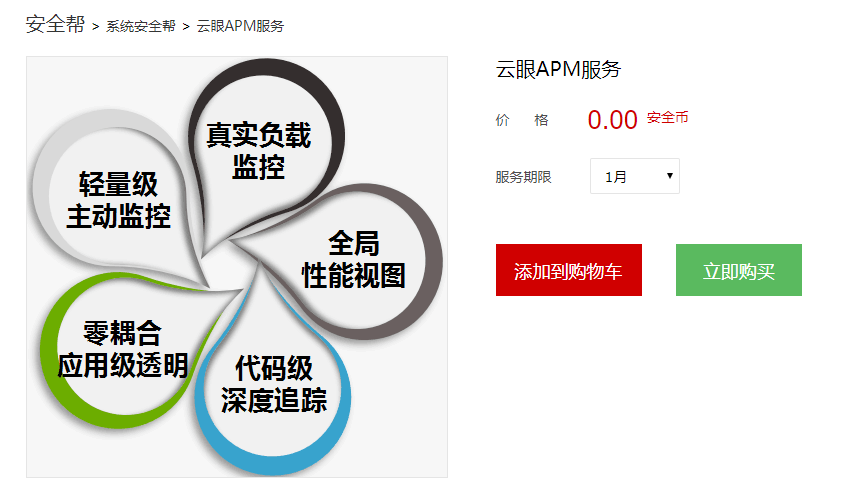 安全帮 > 系统安全帮 > 云眼APM服务
真实负载
监控
轻量级
主动监控
全局
性能视图
零耦合
应用级透明
代码级
深度追踪
云眼APM服务
价 格 0.00 安全币
服务期限 1月
添加到购物车 立即购买